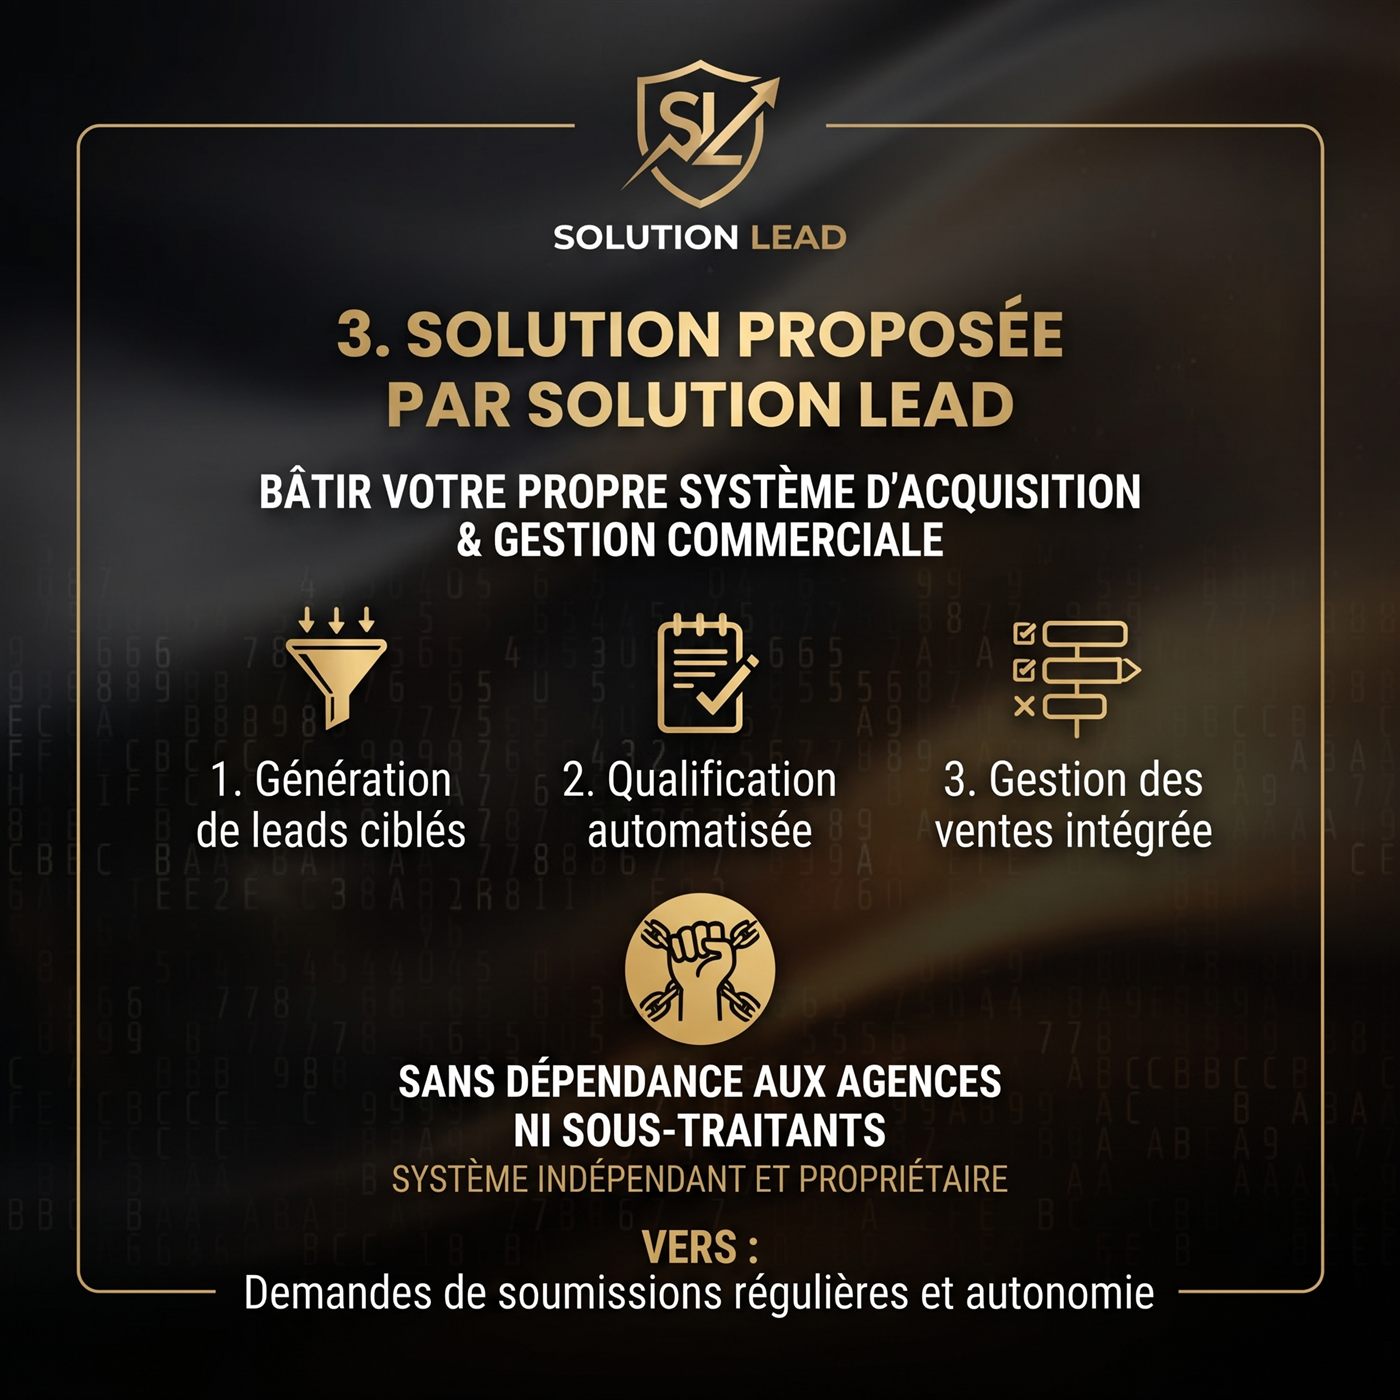 SL
SOLUTION LEAD
3. SOLUTION PROPOSÉE
PAR SOLUTION LEAD
BÂTIR VOTRE PROPRE SYSTÈME D’ACQUISITION
& GESTION COMMERCIALE
1. Génération
de leads ciblés
2. Qualification
automatisée
3. Gestion des
ventes intégrée
SANS DÉPENDANCE AUX AGENCES
NI SOUS-TRAITANTS
SYSTÈME INDÉPENDANT ET PROPRIÉTAIRE
VERS :
Demandes de soumissions régulières et autonomie